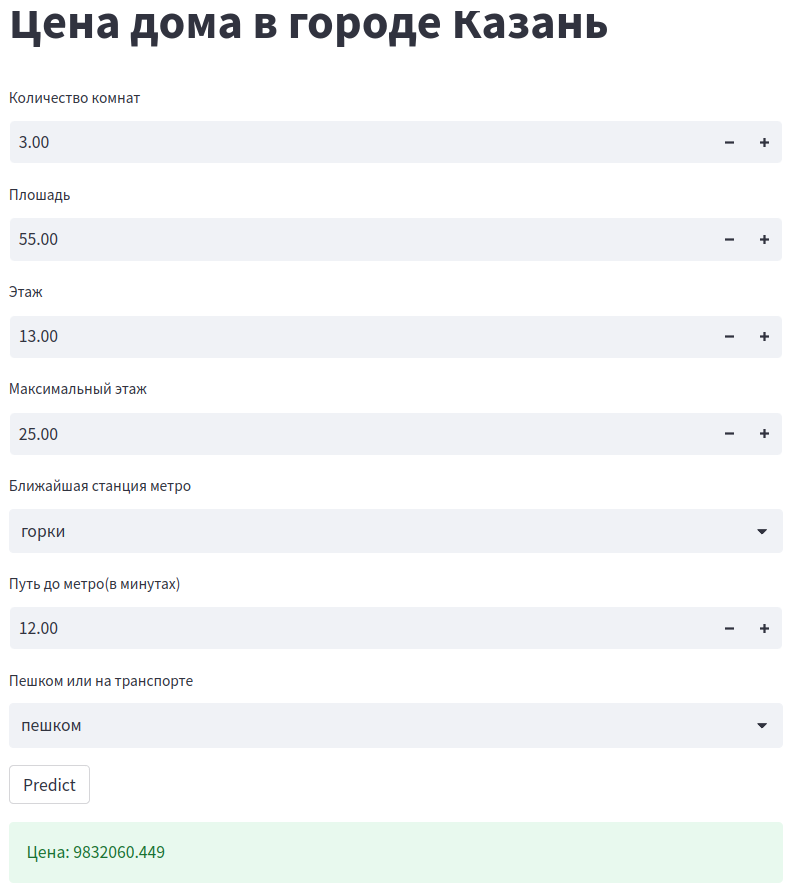 Цена дома в городе Казань
Количество комнат
3.00
Плошадь
55.00
Этаж
13.00
Максимальный этаж
25.00
Ближайшая станция метро
горки
Путь до метро(в минутах)
12.00
Пешком или на транспорте
пешком
Predict
Цена: 9832060.449